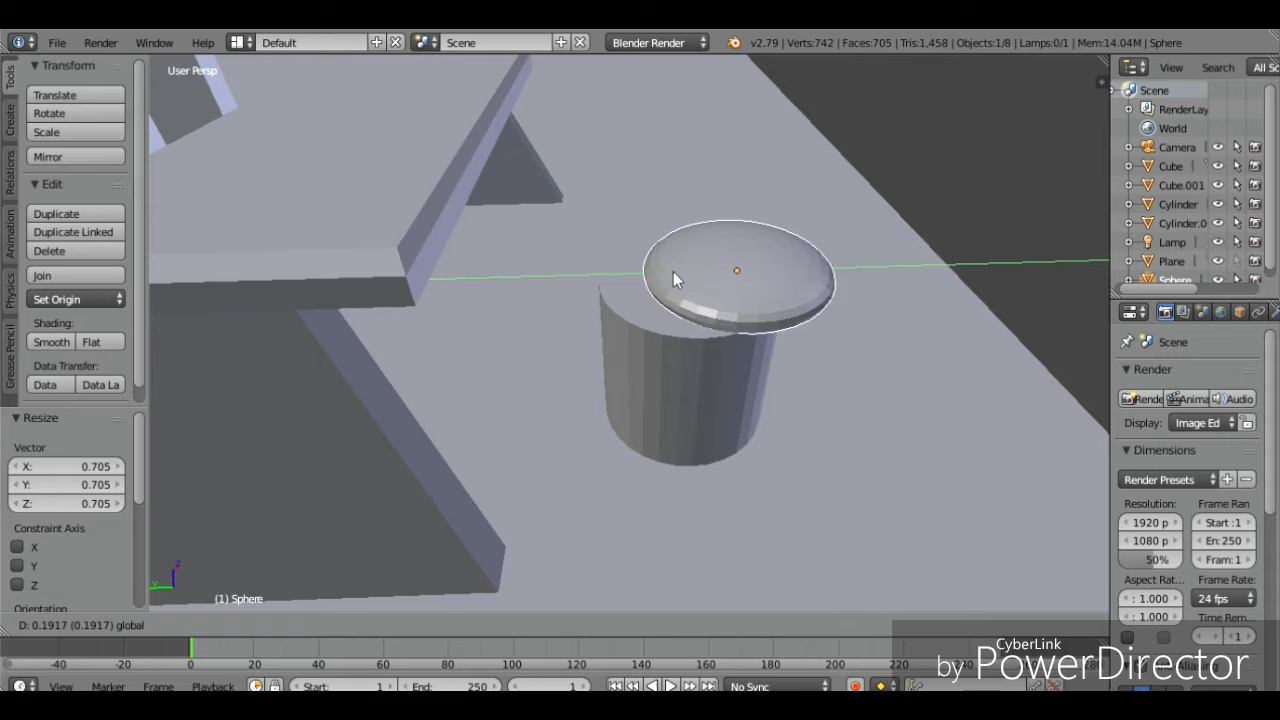 File Render Window Help Default Scene Blender Render v2.79 | Verts:742 | Faces:705 | Tris:1,458 | Objects:1/8 | Lamps:0/1 | Mem:14.04M | Sphere
Tools
Create
Relations
Animation
Physics
Grease Pencil
Transform
Translate
Rotate
Scale
Mirror
Edit
Duplicate
Duplicate Linked
Delete
Join
Set Origin
Shading:
Smooth Flat
Data Transfer:
Data Data La
Resize
Vector
X: 0.705
Y: 0.705
Z: 0.705
Constraint Axis
X
Y
Z
Orientation
User Persp
z
y
(1) Sphere
D: 0.1917 (0.1917) global
View Search All Sc
Scene
RenderLay
World
Camera
Cube
Cube.001
Cylinder
Cylinder.0
Lamp
Plane
Sphere
Scene
Render
Rende Anima Audio
Display: Image Ed
Dimensions
Render Presets
Resolution: Frame Ran
1920 p Start :1
1080 p En: 250
50% Fram: 1
Aspect Rat... Frame Rate:
: 1.000 24 fps
: 1.000 Time Rem...
1
-40 -20 0 20 40 60 80 100 120 140 160 180 200 220 280
View Marker Frame Playback Start: 1 End: 250 1 No Sync
CyberLink
by PowerDirector